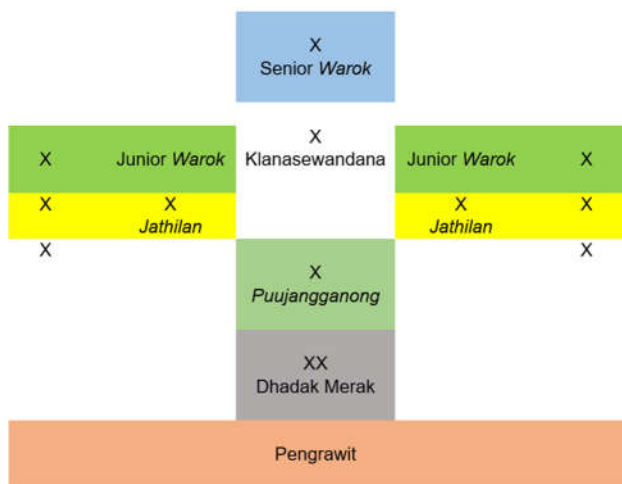 X
Senior Warok
X
X Junior Warok Klanasewandana Junior Warok X
X X X X
Jathilan Jathilan
X X
X
Puujangganong
XX
Dhadak Merak
Pengrawit